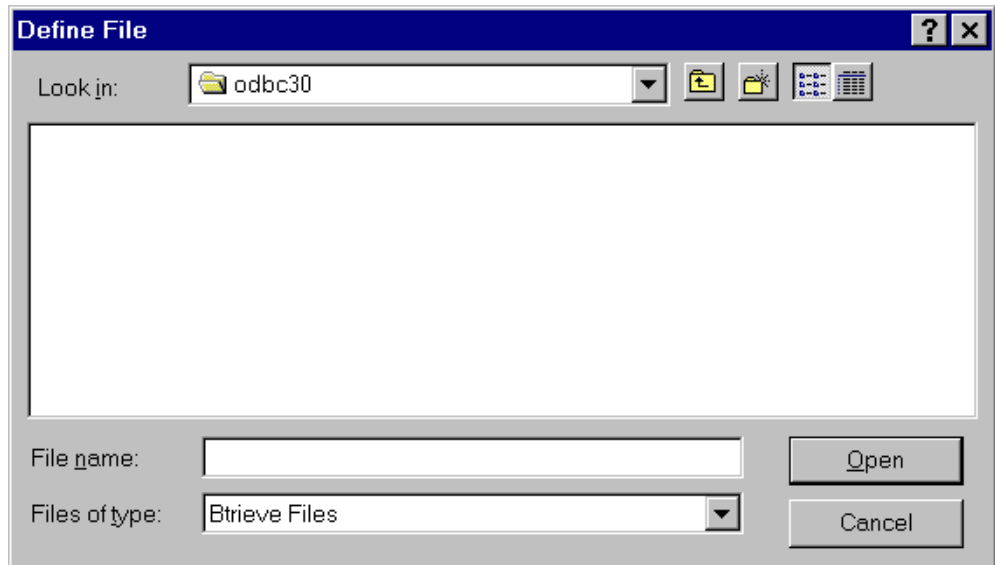 Define File
Look in:
odbc30
File name:
Open
Files of type:
Btrieve Files
Cancel